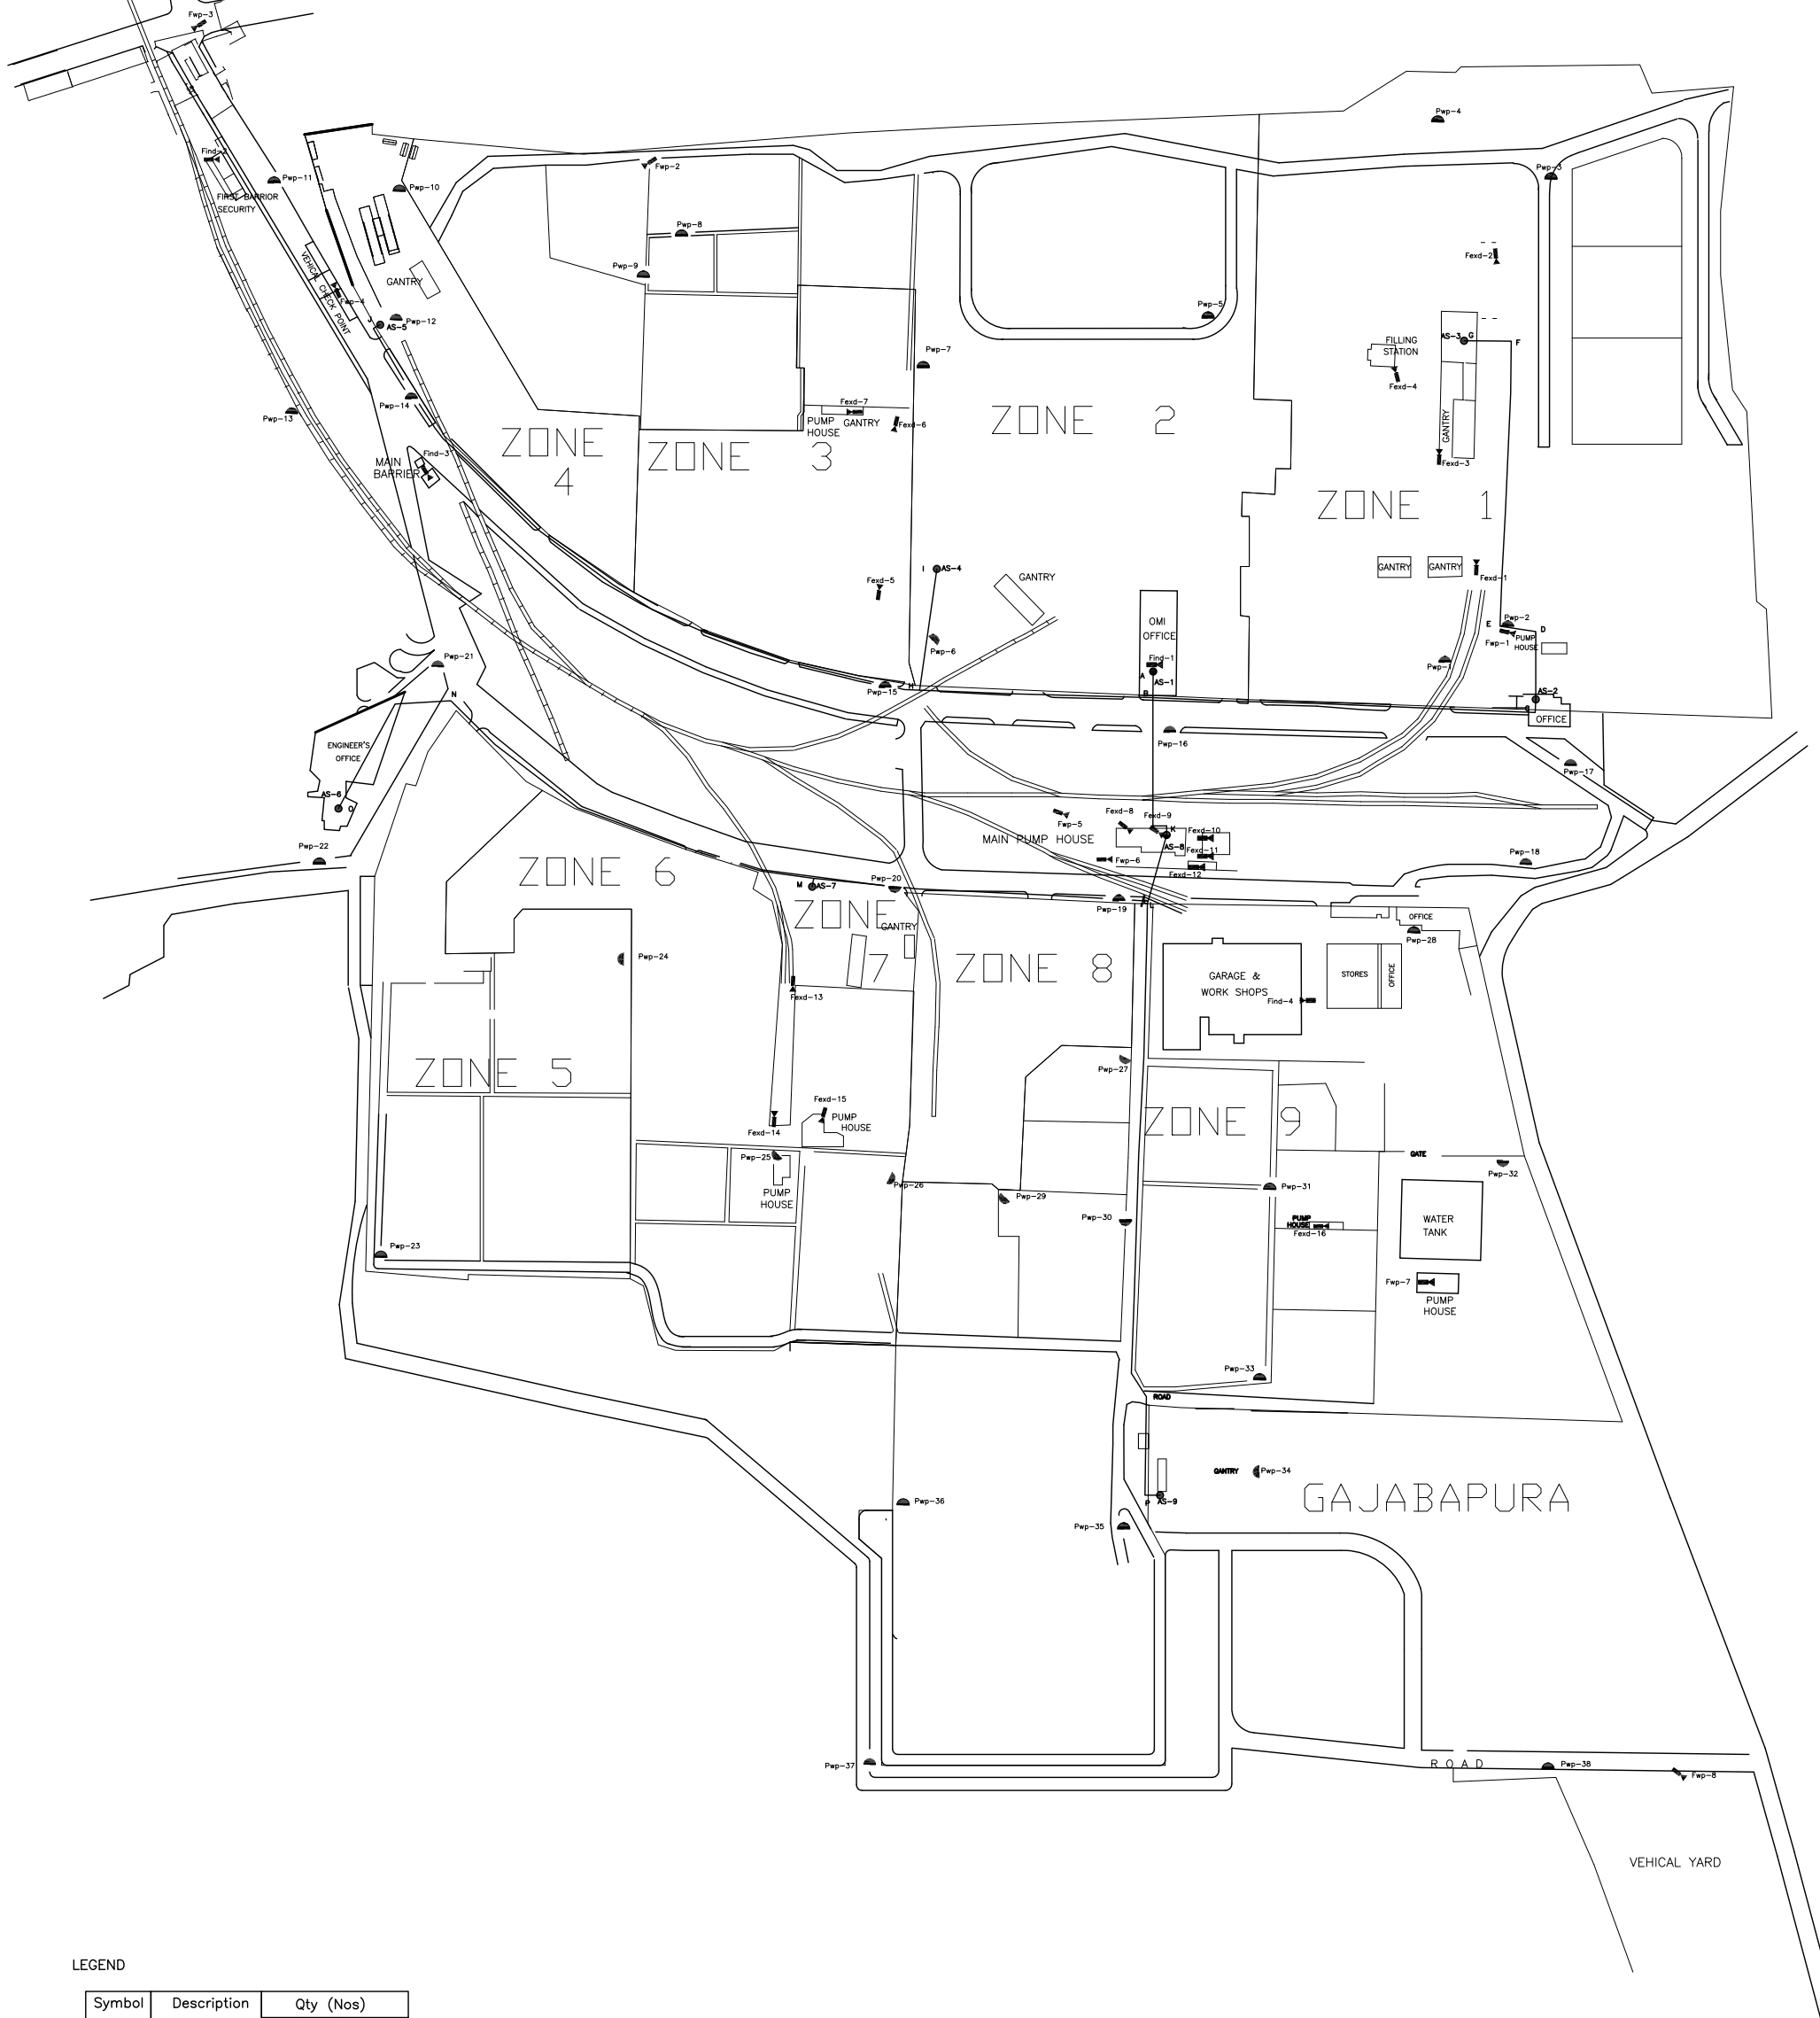 Fwp-3
Pwp-4
Find-2
Fwp-2
Pwp-3
Pwp-11
Pwp-10
FIRST BARRIOR
SECURITY
Pwp-8
Fexd-2
Pwp-9
VEHICAL CHECK POINT
GANTRY
Fwp-4
Pwp-5
J
AS-5
Pwp-12
AS-3
G
F
FILLING
STATION
Pwp-7
Fexd-4
Pwp-14
Pwp-13
Fexd-7
PUMP
HOUSE
GANTRY
Fexd-6
ZONE 2
GANTRY
ZONE
4
ZONE 3
MAIN
BARRIER
Find-3
Fexd-3
ZONE 1
I
AS-4
GANTRY
Fexd-5
GANTRY
GANTRY
Fexd-1
OMI
OFFICE
Pwp-2
E
D
Fwp-1
PUMP
HOUSE
Pwp-6
Find-1
Pwp-21
A
AS-1
Pwp-1
Pwp-15
H
B
AS-2
N
C
OFFICE
ENGINEER'S
OFFICE
Pwp-16
Pwp-17
AS-6
O
Fwp-5
Fexd-8
Fexd-9
K
Fexd-10
MAIN PUMP HOUSE
AS-8
Fexd-11
Pwp-22
Fwp-6
Fexd-12
Pwp-18
ZONE 6
M
AS-7
Pwp-20
Pwp-19
L
ZONE
7
GANTRY
OFFICE
Pwp-28
Pwp-24
ZONE 8
GARAGE &
WORK SHOPS
STORES
OFFICE
Fexd-13
Find-4
ZONE 5
Pwp-27
Fexd-15
PUMP
HOUSE
Fexd-14
ZONE 9
Pwp-25
GATE
Pwp-32
PUMP
HOUSE
Pwp-26
Pwp-29
Pwp-31
Pwp-30
PUMP
HOUSE
Fexd-16
WATER
TANK
Pwp-23
Fwp-7
PUMP
HOUSE
Pwp-33
ROAD
GANTRY
Pwp-34
GAJABAPURA
P
AS-9
Pwp-36
Pwp-35
Pwp-37
ROAD
Pwp-38
Fwp-8
VEHICAL YARD
LEGEND
Symbol Description Qty (Nos)